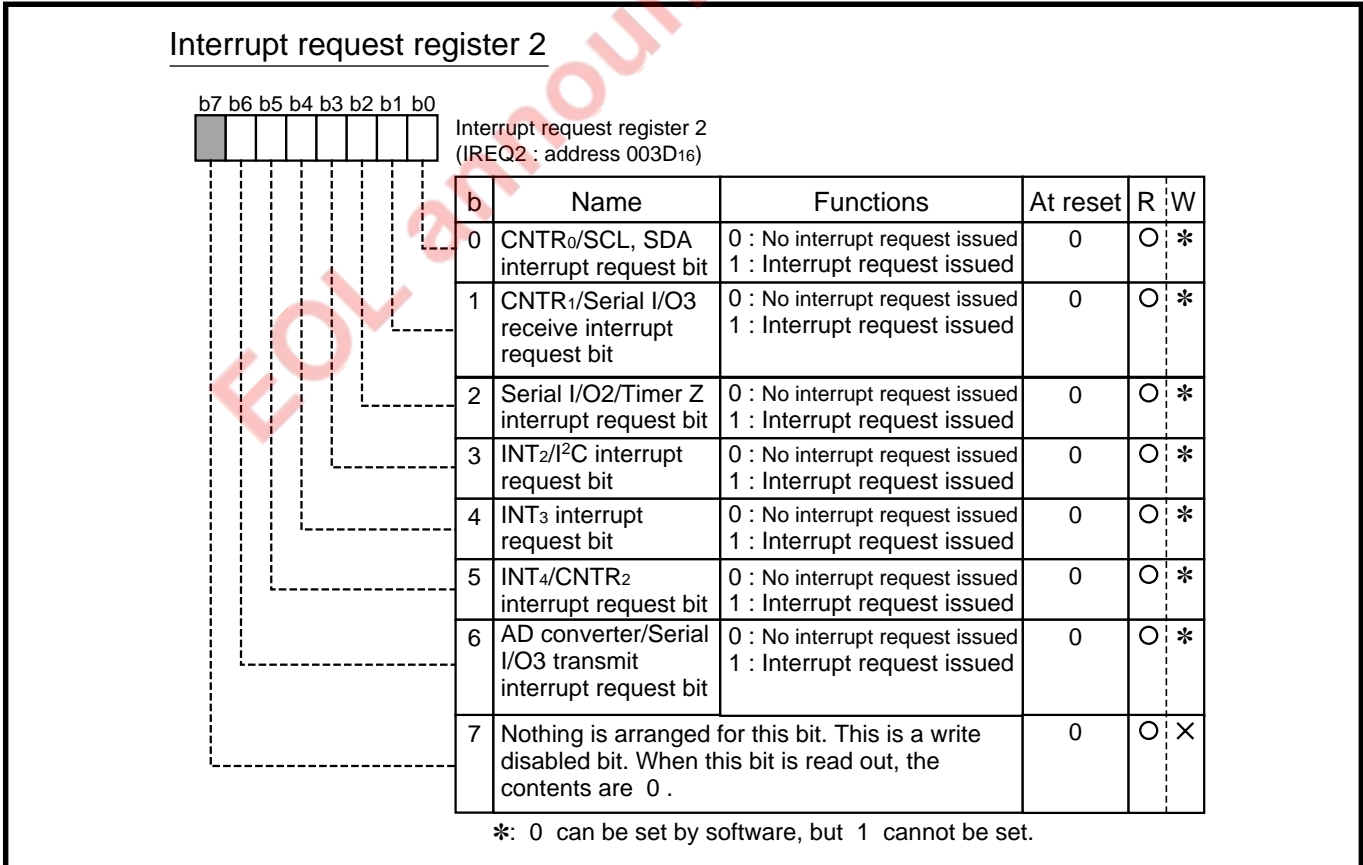 Interrupt request register 2
b7 b6 b5 b4 b3 b2 b1 b0
Interrupt request register 2
(IREQ2 : address 003D16)
b Name Functions At reset R W
0 CNTR0/SCL, SDA 0 : No interrupt request issued 0 O ✻
interrupt request bit 1 : Interrupt request issued
1 CNTR1/Serial I/O3 0 : No interrupt request issued 0 O ✻
receive interrupt 1 : Interrupt request issued
request bit
2 Serial I/O2/Timer Z 0 : No interrupt request issued 0 O ✻
interrupt request bit 1 : Interrupt request issued
3 INT2/I²C interrupt 0 : No interrupt request issued 0 O ✻
request bit 1 : Interrupt request issued
4 INT3 interrupt 0 : No interrupt request issued 0 O ✻
request bit 1 : Interrupt request issued
5 INT4/CNTR2 0 : No interrupt request issued 0 O ✻
interrupt request bit 1 : Interrupt request issued
6 AD converter/Serial 0 : No interrupt request issued 0 O ✻
I/O3 transmit 1 : Interrupt request issued
interrupt request bit
7 Nothing is arranged for this bit. This is a write 0 O ×
disabled bit. When this bit is read out, the
contents are 0 .
✻: 0 can be set by software, but 1 cannot be set.
EOL